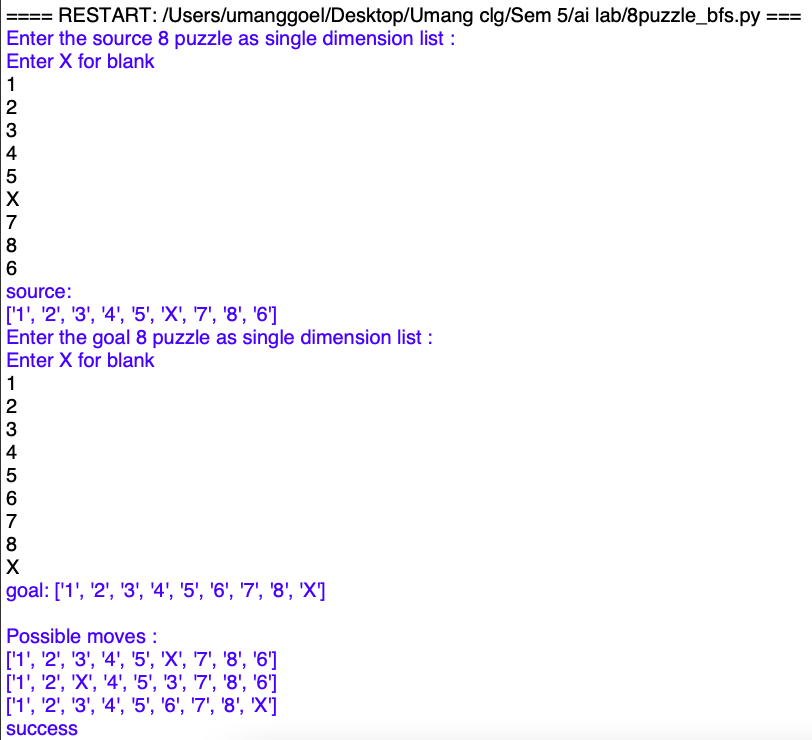 ==== RESTART: /Users/umanggoel/Desktop/Umang clg/Sem 5/ai lab/8puzzle_bfs.py ===
Enter the source 8 puzzle as single dimension list :
Enter X for blank
1
2
3
4
5
X
7
8
6
source:
['1', '2', '3', '4', '5', 'X', '7', '8', '6']
Enter the goal 8 puzzle as single dimension list :
Enter X for blank
1
2
3
4
5
6
7
8
X
goal: ['1', '2', '3', '4', '5', '6', '7', '8', 'X']

Possible moves :
['1', '2', '3', '4', '5', 'X', '7', '8', '6']
['1', '2', 'X', '4', '5', '3', '7', '8', '6']
['1', '2', '3', '4', '5', '6', '7', '8', 'X']
success